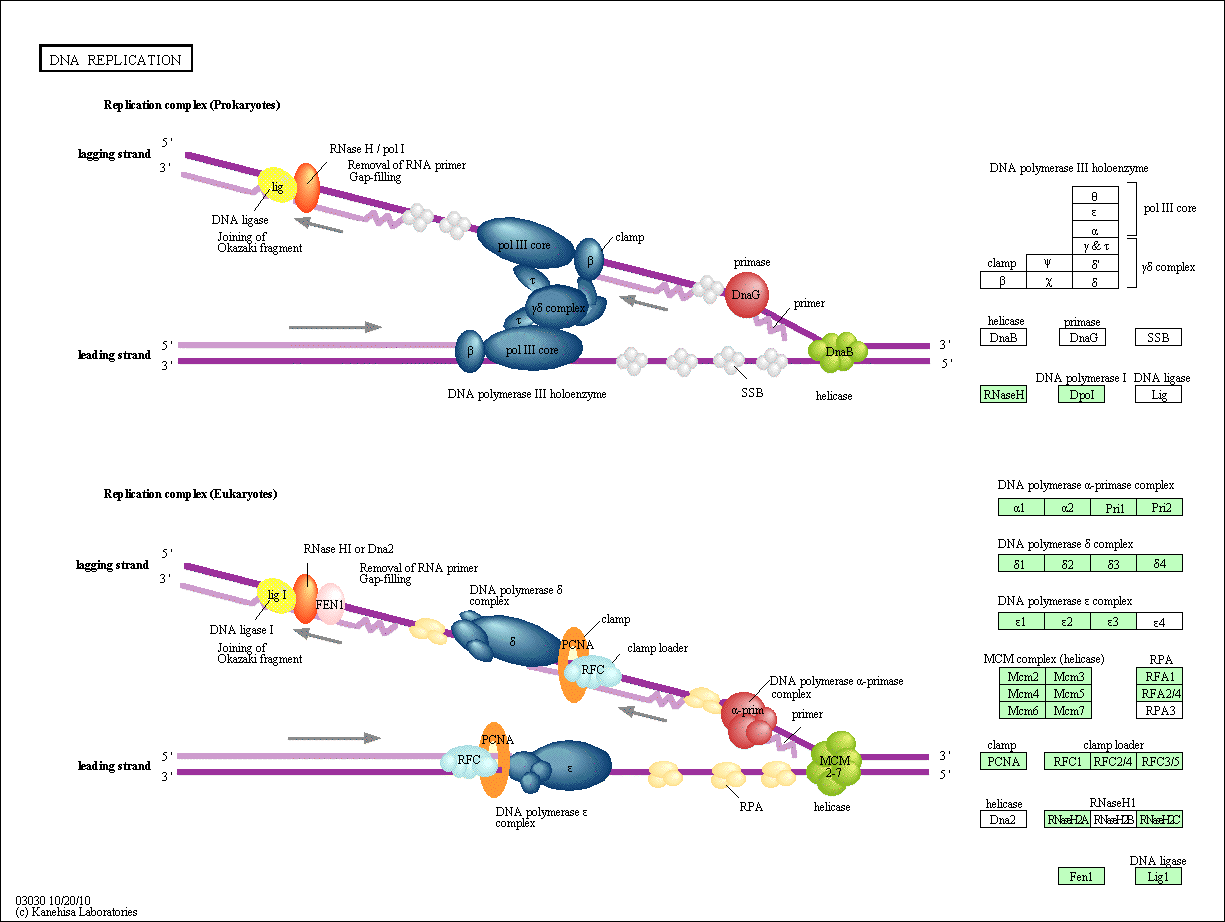 DNA REPLICATION
Replication complex (Prokaryotes)
lagging strand
5'
3'
RNase H / pol I
Removal of RNA primer
Gap-filling
lig
DNA ligase
Joining of
Okazaki fragment
pol III core
clamp
β
τ
γδ complex
τ
primase
DnaG
primer
leading strand
5'
3'
β
pol III core
DnaB
3'
5'
DNA polymerase III holoenzyme
SSB
helicase
DNA polymerase III holoenzyme
θ
ε
α
pol III core
γ & τ
clamp
ψ
δ'
γδ complex
β
χ
δ
helicase
primase
DnaB
DnaG
SSB
DNA polymerase I
DNA ligase
RNaseH
DpoI
Lig
Replication complex (Eukaryotes)
lagging strand
5'
3'
RNase HI or Dna2
Removal of RNA primer
Gap-filling
lig I
FEN1
DNA ligase I
Joining of
Okazaki fragment
DNA polymerase δ
complex
δ
clamp
PCNA
RFC
clamp loader
DNA polymerase α-primase
complex
α-prim
primer
leading strand
5'
3'
PCNA
RFC
ε
DNA polymerase ε
complex
RPA
MCM
2-7
helicase
3'
5'
DNA polymerase α-primase complex
α1 α2 Pri1 Pri2
DNA polymerase δ complex
δ1 δ2 δ3 δ4
DNA polymerase ε complex
ε1 ε2 ε3 ε4
MCM complex (helicase)
RPA
Mcm2 Mcm3
RFA1
Mcm4 Mcm5
RFA2/4
Mcm6 Mcm7
RPA3
clamp
clamp loader
PCNA
RFC1 RFC2/4 RFC3/5
helicase
RNaseH1
Dna2
RNaseH2A RNaseH2B RNaseH2C
DNA ligase
Fen1
Lig1
03030 10/20/10
(c) Kanehisa Laboratories